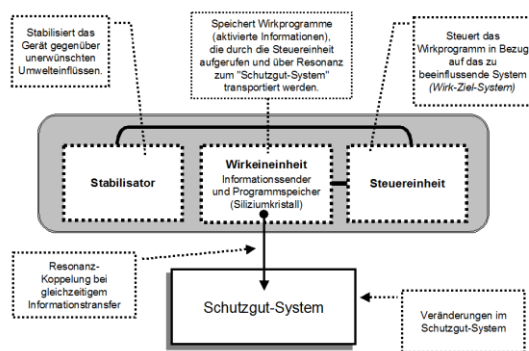 Stabilisiert das
Gerät gegenüber
unerwünschten
Umwelteinflüssen.
Speichert Wirkprogramme
(aktivierte Informationen),
die durch die Steuereinheit
aufgerufen und über Resonanz
zum "Schutzgut-System"
transportiert werden.
Steuert das
Wirkprogramm in Bezug
auf das zu
beeinflussende System
(Wirk-Ziel-System)
Stabilisator
Wirkeineinheit
Informationssender
und Programmspeicher
(Siliziumkristall)
Steuereinheit
Resonanz-
Koppelung bei
gleichzeitigem
Informationstransfer
Schutzgut-System
Veränderungen im
Schutzgut-System